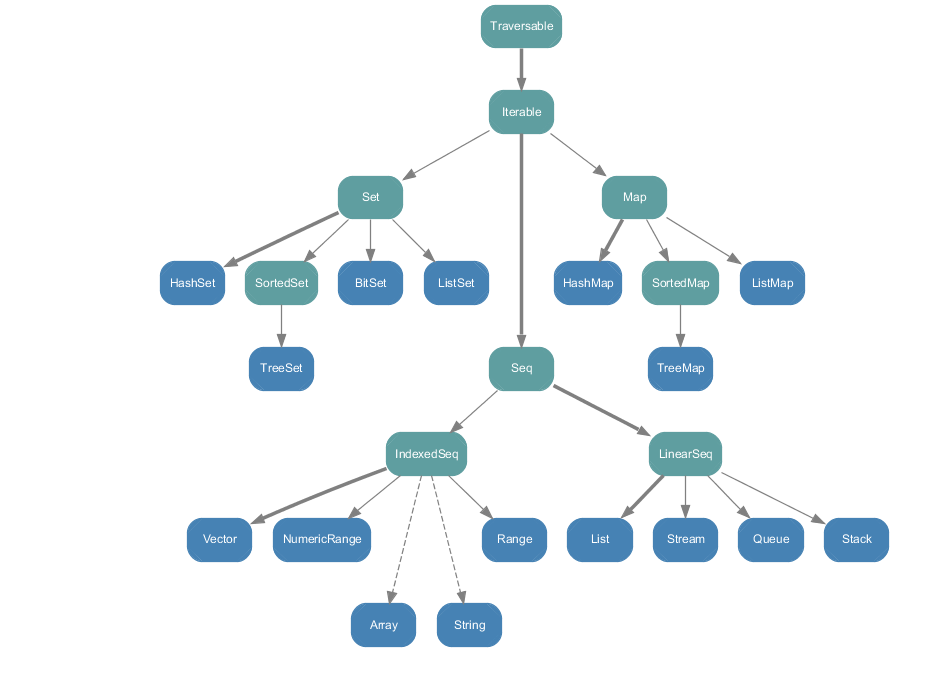 Traversable
Iterable
Set
Map
HashSet
SortedSet
BitSet
ListSet
HashMap
SortedMap
ListMap
TreeSet
Seq
TreeMap
IndexedSeq
LinearSeq
Vector
NumericRange
Range
List
Stream
Queue
Stack
Array
String